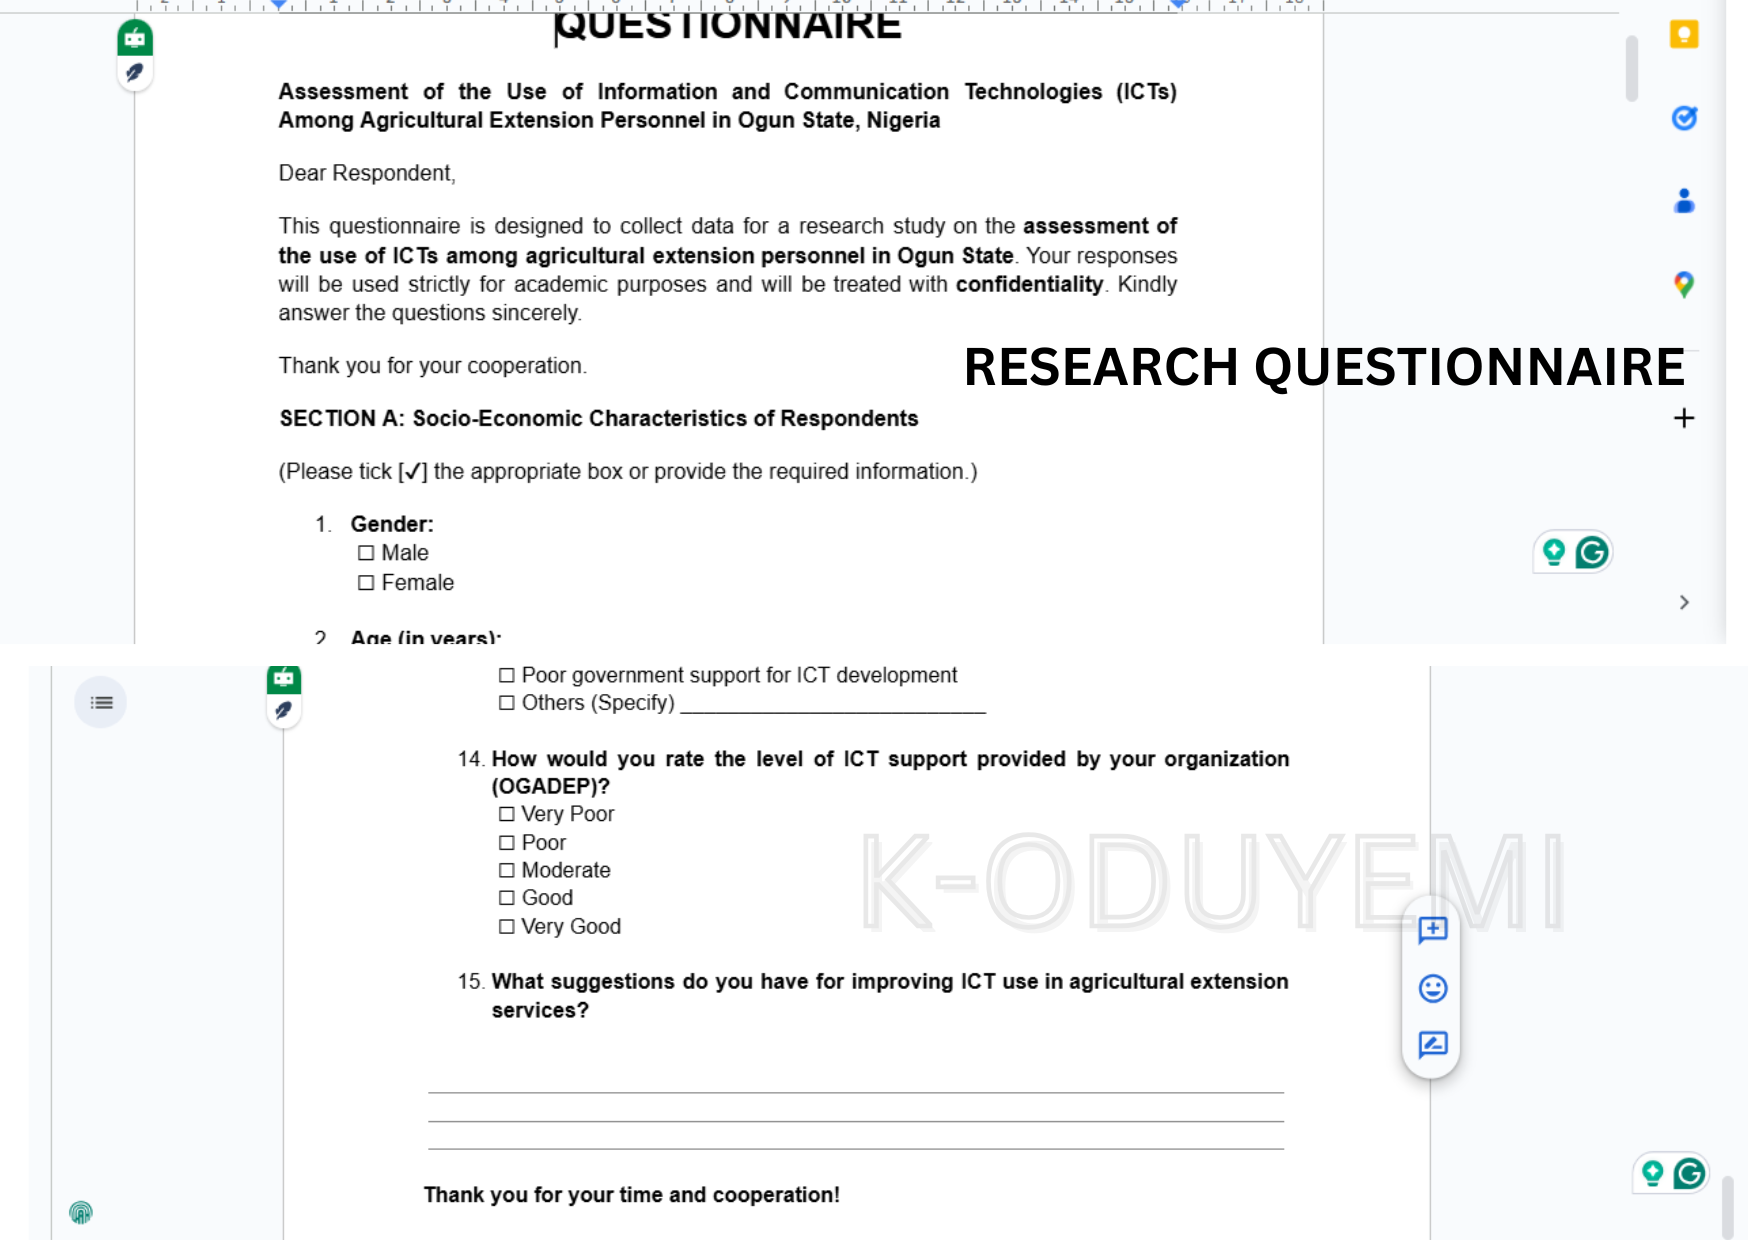 QUESTIONNAIRE
Assessment of the Use of Information and Communication Technologies (ICTs)
Among Agricultural Extension Personnel in Ogun State, Nigeria
Dear Respondent,
This questionnaire is designed to collect data for a research study on the assessment of
the use of ICTs among agricultural extension personnel in Ogun State. Your responses
will be used strictly for academic purposes and will be treated with confidentiality. Kindly
answer the questions sincerely.
Thank you for your cooperation.
RESEARCH QUESTIONNAIRE
SECTION A: Socio-Economic Characteristics of Respondents
(Please tick [✓] the appropriate box or provide the required information.)
1. Gender:
☐ Male
☐ Female
2. Age (in years):
☐ Poor government support for ICT development
☐ Others (Specify) ____________________________
14. How would you rate the level of ICT support provided by your organization
(OGADEP)?
☐ Very Poor
☐ Poor
☐ Moderate
☐ Good
☐ Very Good
K-ODUYEMI
15. What suggestions do you have for improving ICT use in agricultural extension
services?
Thank you for your time and cooperation!